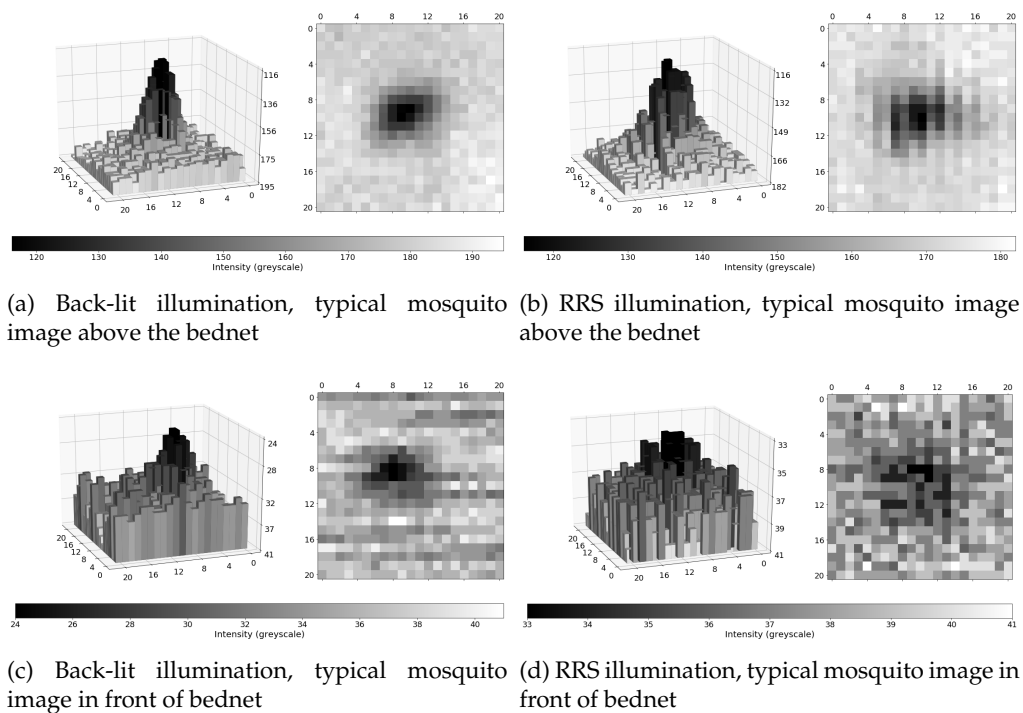 0 4 8 12 16 20
0 4 8 12 16 20
0
4
8
12
16
20
0
4
8
12
16
20
116
136
156
175
195
116
132
149
166
182
20
16
12
8
4
0
20 16 12 8 4 0
20
16
12
8
4
0
20 16 12 8 4 0
120 130 140 150 160 170 180 190
Intensity (greyscale)
120 130 140 150 160 170 180
Intensity (greyscale)
(a) Back-lit illumination, typical mosquito
image above the bednet
(b) RRS illumination, typical mosquito image
above the bednet
0 4 8 12 16 20
0 4 8 12 16 20
0
4
8
12
16
20
0
4
8
12
16
20
24
28
32
37
41
33
35
37
39
41
20
16
12
8
4
0
20 16 12 8 4 0
20
16
12
8
4
0
20 16 12 8 4 0
24 26 28 30 32 34 36 38 40
Intensity (greyscale)
33 34 35 36 37 38 39 40 41
Intensity (greyscale)
(c) Back-lit illumination, typical mosquito
image in front of bednet
(d) RRS illumination, typical mosquito image in
front of bednet